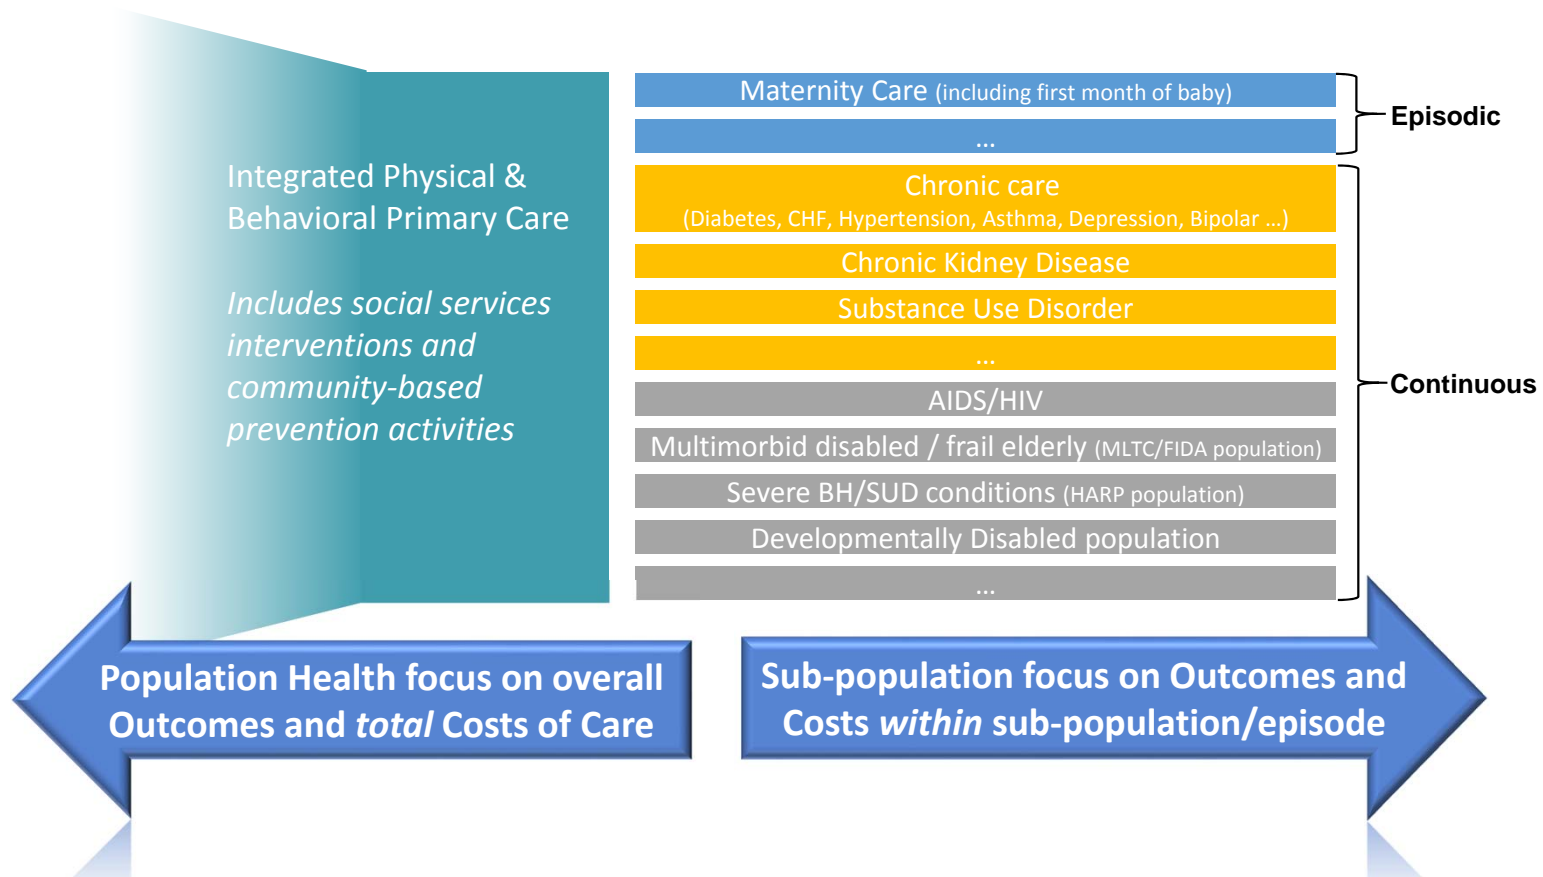 Integrated Physical &
Behavioral Primary Care
Includes social services
interventions and
community-based
prevention activities
Maternity Care (including first month of baby)
...
Chronic care
(Diabetes, CHF, Hypertension, Asthma, Depression, Bipolar ...)
Chronic Kidney Disease
Substance Use Disorder
...
AIDS/HIV
Multimorbid disabled / frail elderly (MLTC/FIDA population)
Severe BH/SUD conditions (HARP population)
Developmentally Disabled population
...
Episodic
Continuous
Population Health focus on overall
Outcomes and total Costs of Care
Sub-population focus on Outcomes and
Costs within sub-population/episode